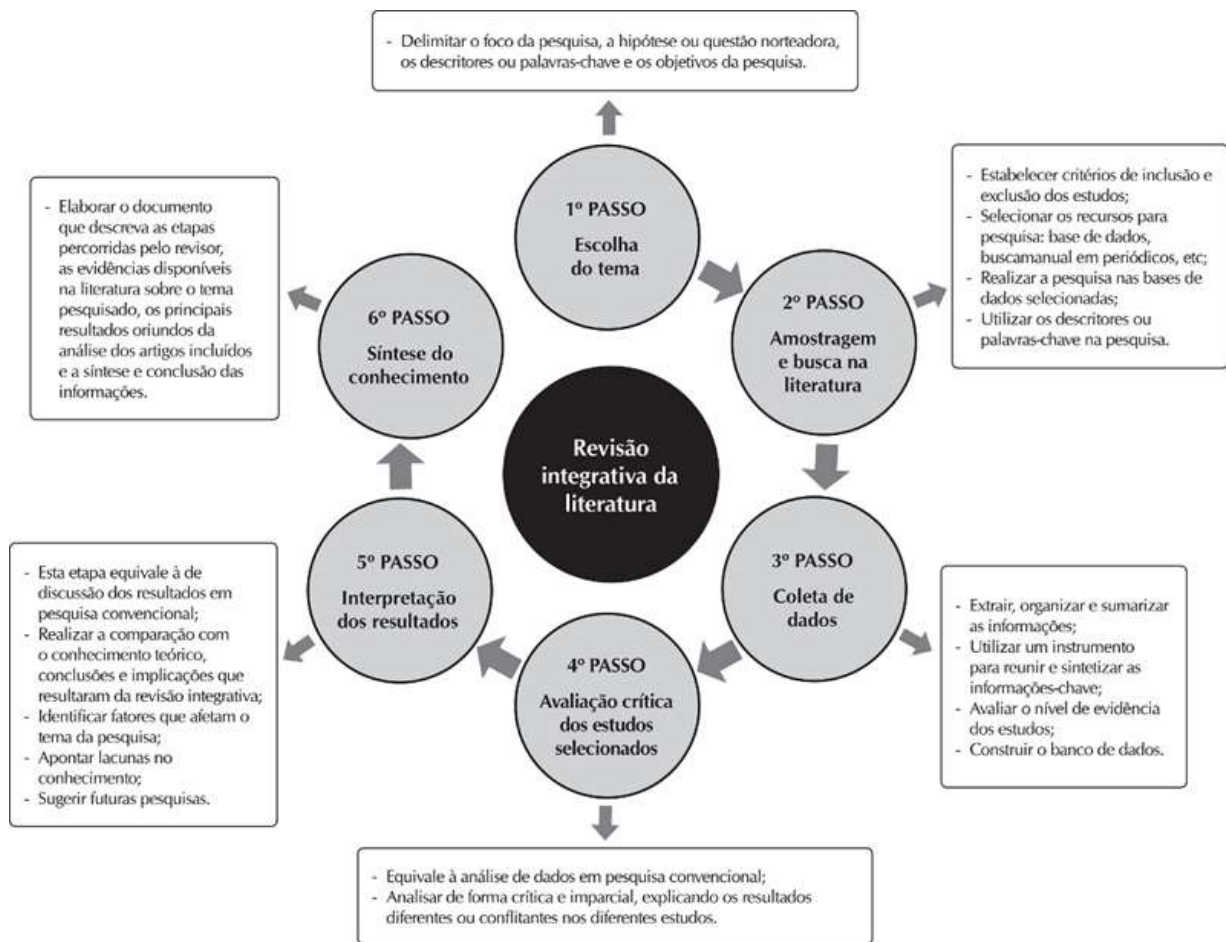 - Delimitar o foco da pesquisa, a hipótese ou questão norteadora,
os descritores ou palavras-chave e os objetivos da pesquisa.
1º PASSO
Escolha
do tema
- Estabelecer critérios de inclusão e
exclusão dos estudos;
- Selecionar os recursos para
pesquisa: base de dados,
buscamanual em periódicos, etc;
- Realizar a pesquisa nas bases de
dados selecionadas;
- Utilizar os descritores ou
palavras-chave na pesquisa.
2º PASSO
Amostragem
e busca na
literatura
- Elaborar o documento
que descreva as etapas
percorridas pelo revisor,
as evidências disponíveis
na literatura sobre o tema
pesquisado, os principais
resultados oriundos da
análise dos artigos incluídos
e a síntese e conclusão das
informações.
6º PASSO
Síntese do
conhecimento
Revisão
integrativa da
literatura
3º PASSO
Coleta de
dados
- Extrair, organizar e sumarizar
as informações;
- Utilizar um instrumento
para reunir e sintetizar as
informações-chave;
- Avaliar o nível de evidência
dos estudos;
- Construir o banco de dados.
5º PASSO
Interpretação
dos resultados
- Esta etapa equivale à de
discussão dos resultados em
pesquisa convencional;
- Realizar a comparação com
o conhecimento teórico,
conclusões e implicações que
resultaram da revisão integrativa;
- Identificar fatores que afetam o
tema da pesquisa;
- Apontar lacunas no
conhecimento;
- Sugerir futuras pesquisas.
4º PASSO
Avaliação crítica
dos estudos
selecionados
- Equivale à análise de dados em pesquisa convencional;
- Analisar de forma crítica e imparcial, explicando os resultados
diferentes ou conflitantes nos diferentes estudos.